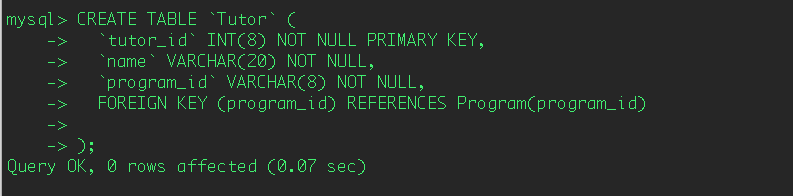 mysql> CREATE TABLE `Tutor` (
    ->   `tutor_id` INT(8) NOT NULL PRIMARY KEY,
    ->   `name` VARCHAR(20) NOT NULL,
    ->   `program_id` VARCHAR(8) NOT NULL,
    ->   FOREIGN KEY (program_id) REFERENCES Program(program_id)
    ->
    -> );
Query OK, 0 rows affected (0.07 sec)